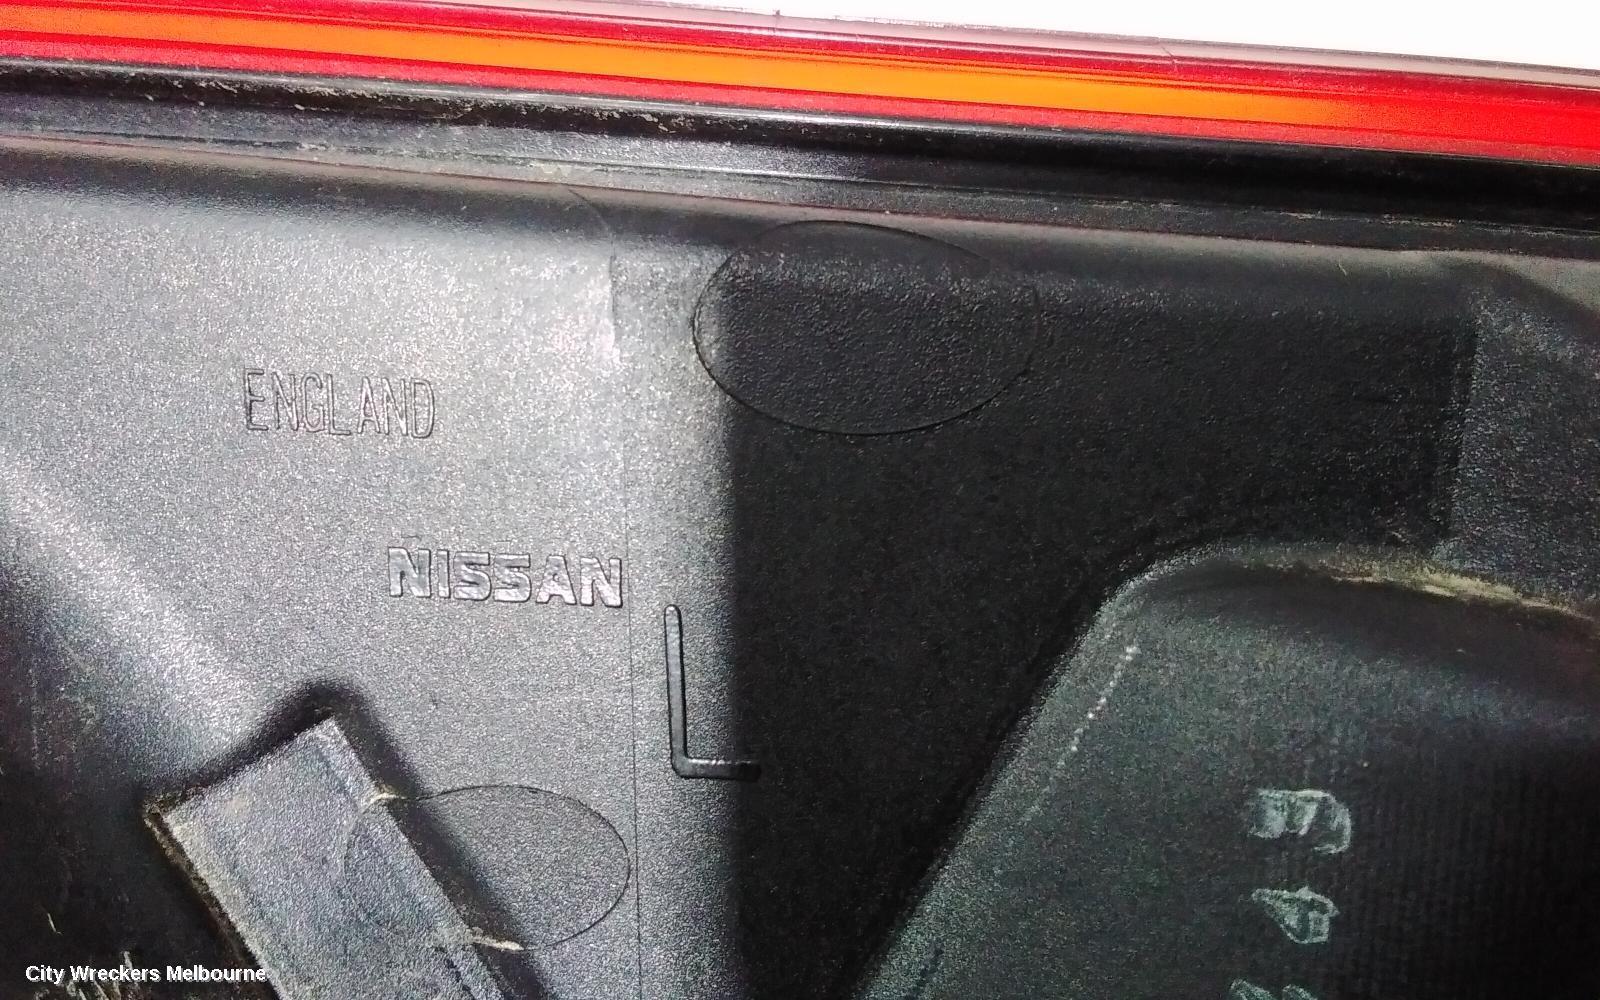 ENGLAND
NISSAN
L
City Wreckers Melbourne